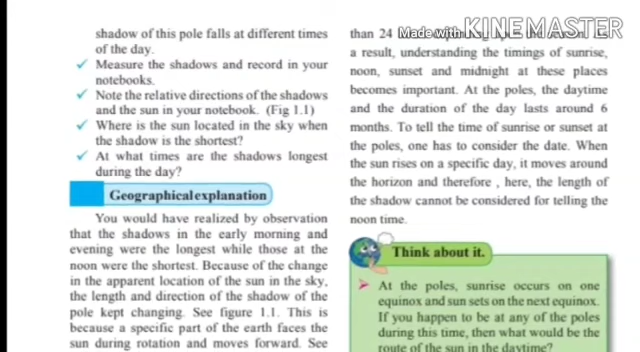 shadow of this pole falls at different times
of the day.
✓ Measure the shadows and record in your
notebooks.
✓ Note the relative directions of the shadows
and the sun in your notebook. (Fig 1.1)
✓ Where is the sun located in the sky when
the shadow is the shortest?
✓ At what times are the shadows longest
during the day?
Geographical explanation
You would have realized by observation
that the shadows in the early morning and
evening were the longest while those at the
noon were the shortest. Because of the change
in the apparent location of the sun in the sky,
the length and direction of the shadow of the
pole kept changing. See figure 1.1. This is
because a specific part of the earth faces the
sun during rotation and moves forward. See
Made with KINEMASTER
than 24
a result, understanding the timings of sunrise,
noon, sunset and midnight at these places
becomes important. At the poles, the daytime
and the duration of the day lasts around 6
months. To tell the time of sunrise or sunset at
the poles, one has to consider the date. When
the sun rises on a specific day, it moves around
the horizon and therefore , here, the length of
the shadow cannot be considered for telling the
noon time.
Think about it.
➤ At the poles, sunrise occurs on one
equinox and sun sets on the next equinox.
If you happen to be at any of the poles
during this time, then what would be the
route of the sun in the daytime?